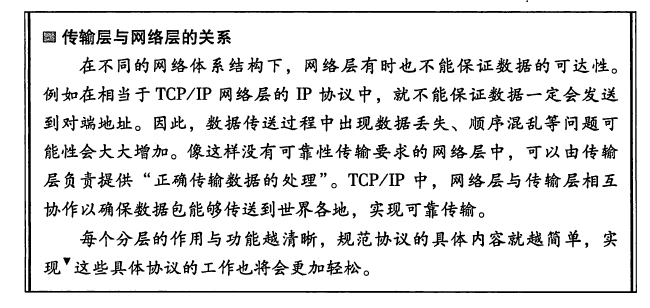 传输层与网络层的关系
在不同的网络体系结构下，网络层有时也不能保证数据的可达性。
例如在相当于 TCP/IP 网络层的 IP 协议中，就不能保证数据一定会发送
到对端地址。因此，数据传送过程中出现数据丢失、顺序混乱等问题可
能性会大大增加。像这样没有可靠性传输要求的网络层中，可以由传输
层负责提供“正确传输数据的处理”。TCP/IP 中，网络层与传输层相互
协作以确保数据包能够传送到世界各地，实现可靠传输。
每个分层的作用与功能越清晰，规范协议的具体内容就越简单，实
现▼这些具体协议的工作也将会更加轻松。